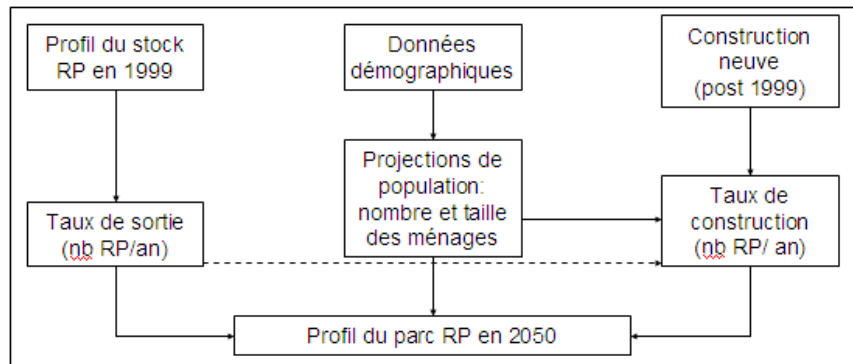 Profil du stock
RP en 1999
Données
démographiques
Construction
neuve
(post 1999)
Projections de
population:
nombre et taille
des ménages
Taux de sortie
(nb RP/an)
Taux de
construction
(nb RP/ an)
Profil du parc RP en 2050